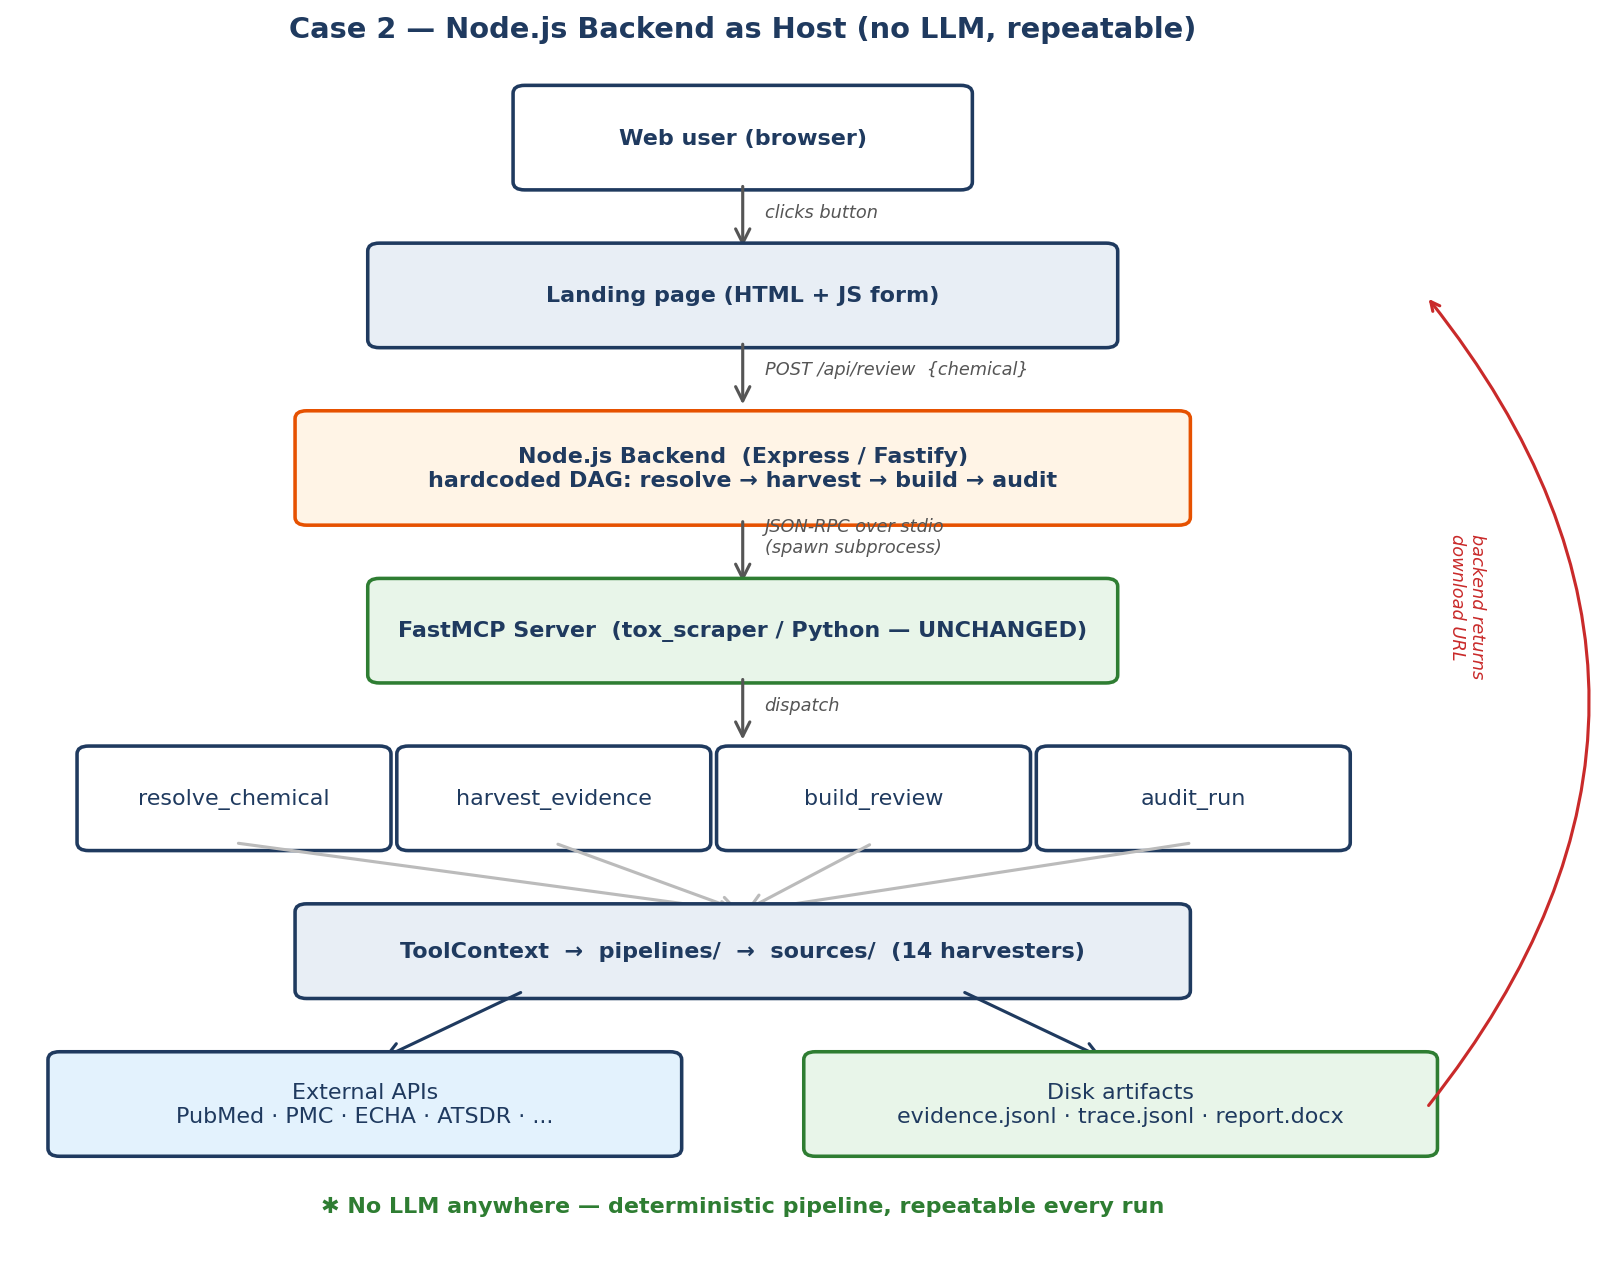 Case 2 — Node.js Backend as Host (no LLM, repeatable)
Web user (browser)
clicks button
Landing page (HTML + JS form)
POST /api/review  {chemical}
Node.js Backend  (Express / Fastify)
hardcoded DAG: resolve → harvest → build → audit
JSON-RPC over stdio
(spawn subprocess)
FastMCP Server  (tox_scraper / Python — UNCHANGED)
dispatch
resolve_chemical
harvest_evidence
build_review
audit_run
ToolContext  →  pipelines/  →  sources/  (14 harvesters)
External APIs
PubMed · PMC · ECHA · ATSDR · ...
Disk artifacts
evidence.jsonl · trace.jsonl · report.docx
backend returns
download URL
✱ No LLM anywhere — deterministic pipeline, repeatable every run